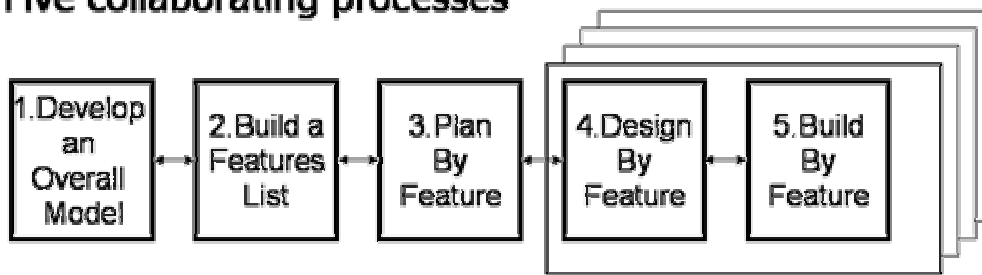 Five collaborating processes
1.Develop
an
Overall
Model
2.Build a
Features
List
3.Plan
By
Feature
4.Design
By
Feature
5.Build
By
Feature